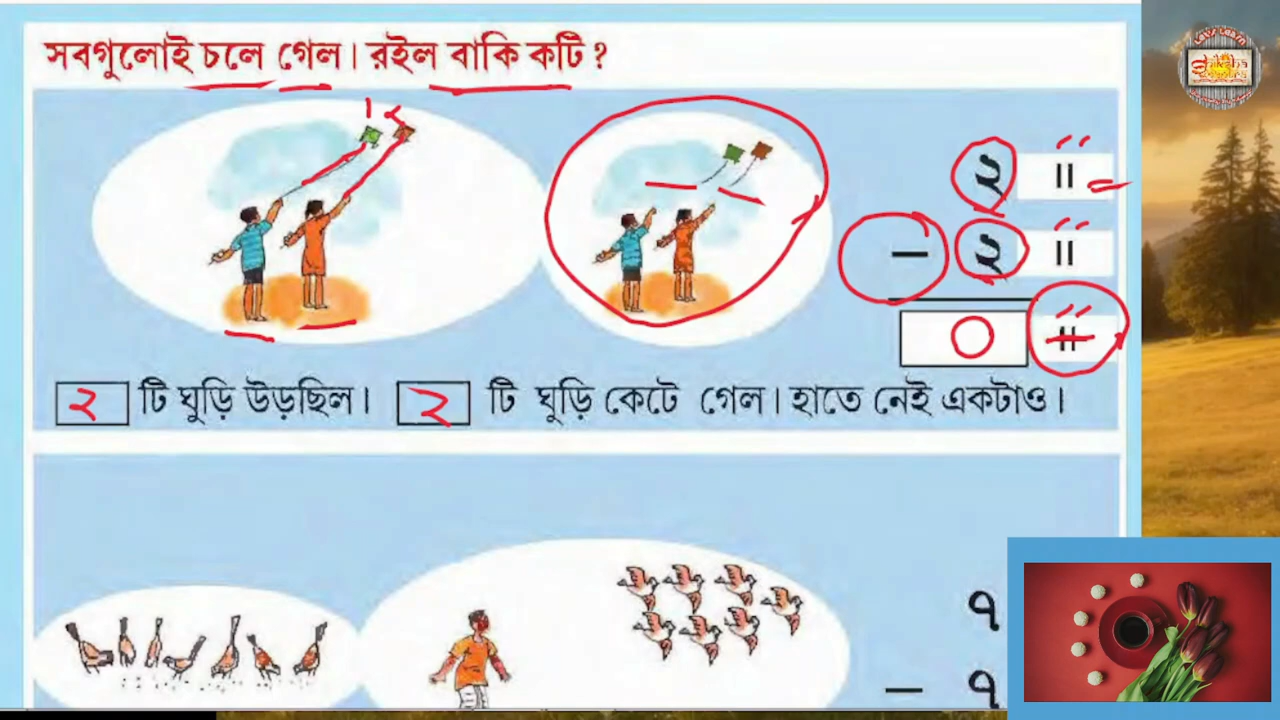 সবগুলোই চলে গেল। রইল বাকি কটি?
২ ।।
− ২ ।।
০ ।।
২ টি ঘুড়ি উড়ছিল। ২ টি ঘুড়ি কেটে গেল। হাতে নেই একটাও।
৭
− ৭